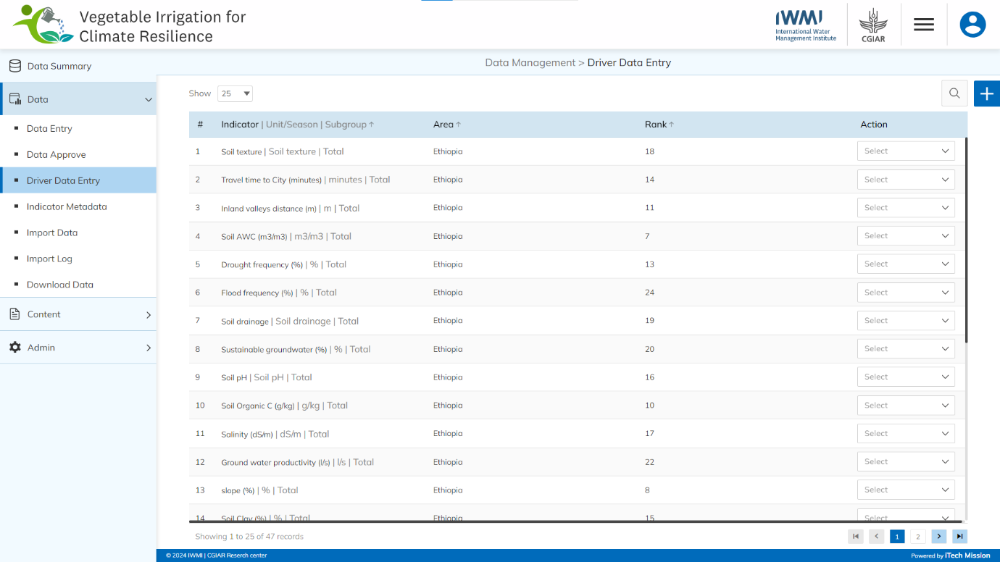 Vegetable Irrigation for
Climate Resilience
IWMI
International Water
Management Institute
CGIAR
Data Summary
Data
Data Entry
Data Approve
Driver Data Entry
Indicator Metadata
Import Data
Import Log
Download Data
Content
Admin
Data Management > Driver Data Entry
Show 25
# Indicator | Unit/Season | Subgroup ↑ Area ↑ Rank ↑ Action
1 Soil texture | Soil texture | Total Ethiopia 18 Select
2 Travel time to City (minutes) | minutes | Total Ethiopia 14 Select
3 Inland valleys distance (m) | m | Total Ethiopia 11 Select
4 Soil AWC (m3/m3) | m3/m3 | Total Ethiopia 7 Select
5 Drought frequency (%) | % | Total Ethiopia 13 Select
6 Flood frequency (%) | % | Total Ethiopia 24 Select
7 Soil drainage | Soil drainage | Total Ethiopia 19 Select
8 Sustainable groundwater (%) | % | Total Ethiopia 20 Select
9 Soil pH | Soil pH | Total Ethiopia 16 Select
10 Soil Organic C (g/kg) | g/kg | Total Ethiopia 10 Select
11 Salinity (dS/m) | dS/m | Total Ethiopia 17 Select
12 Ground water productivity (l/s) | l/s | Total Ethiopia 22 Select
13 slope (%) | % | Total Ethiopia 8 Select
14 Soil Clay (%) | % | Total Ethiopia 15 Select
Showing 1 to 25 of 47 records
1 2
© 2024 IWMI | CGIAR Reserch center
Powered by iTech Mission